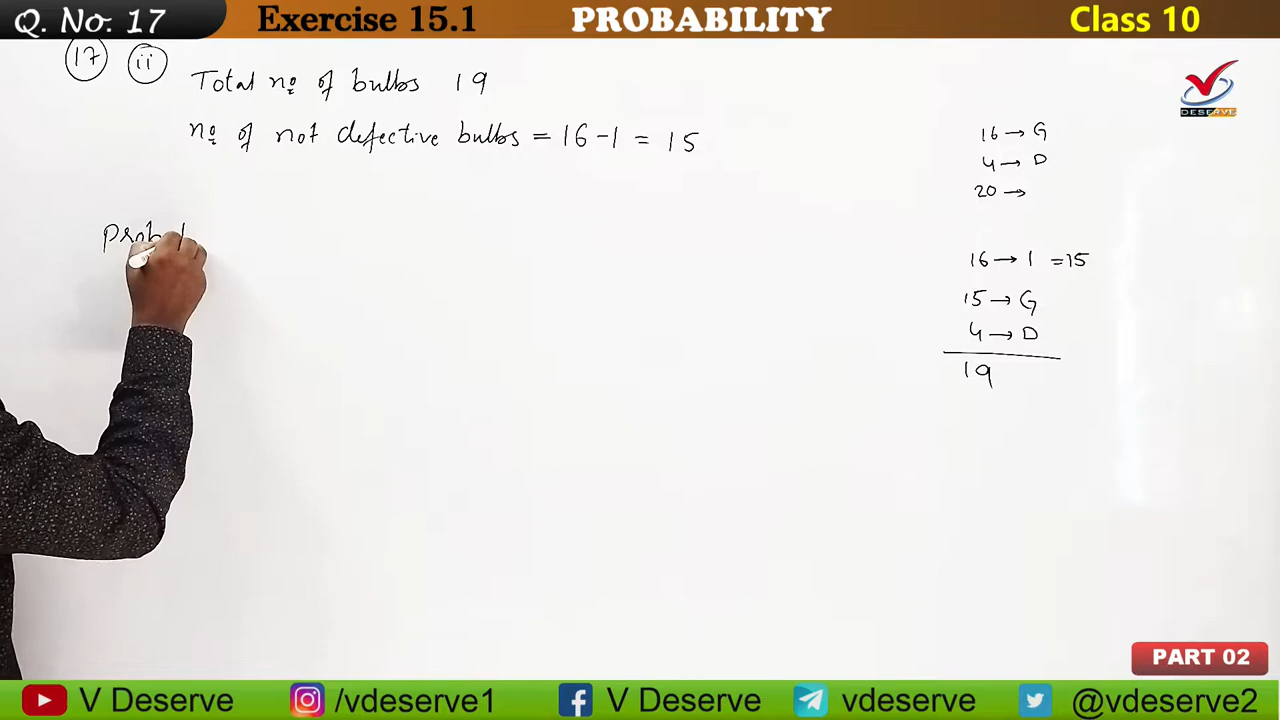 Q. No. 17 Exercise 15.1 PROBABILITY Class 10
17 ii
Total no of bulbs 19
no of not defective bulbs = 16 - 1 = 15
DESERVE
16 → G
4 → D
20 →
16 → 1 = 15
15 → G
4 → D
19
PART 02
V Deserve /vdeserve1 V Deserve vdeserve @vdeserve2